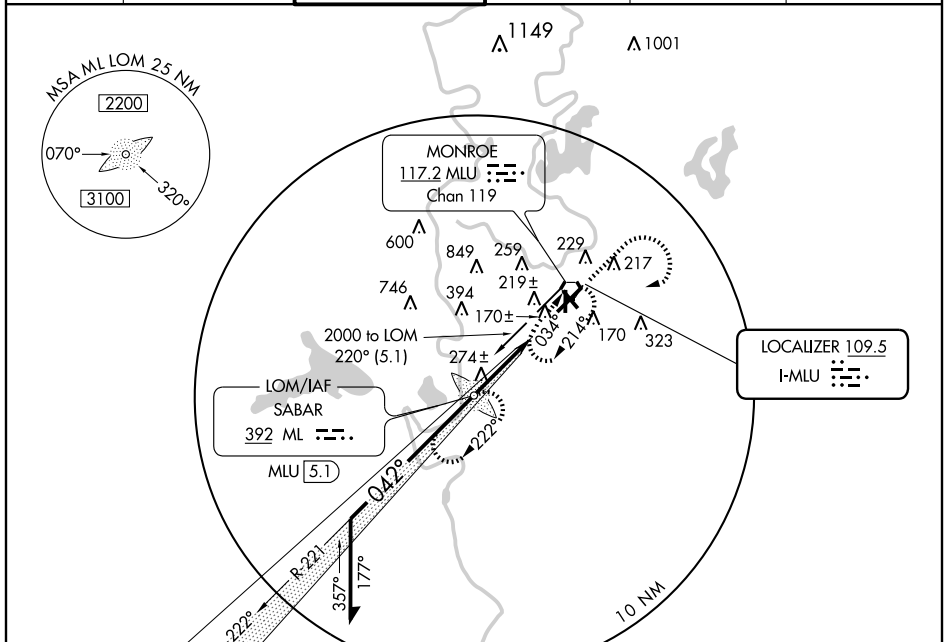 1149
1001
MSA ML LOM 25 NM
2200
070°
3100
320°
MONROE
117.2 MLU
Chan 119
600
849
259
229
217
746
394
219±
170±
034°
214°
170
323
2000 to LOM
220° (5.1)
274±
LOCALIZER 109.5
I-MLU
LOM/IAF
SABAR
392 ML
MLU 5.1
222°
042°
R-221
222°
357°
177°
10 NM